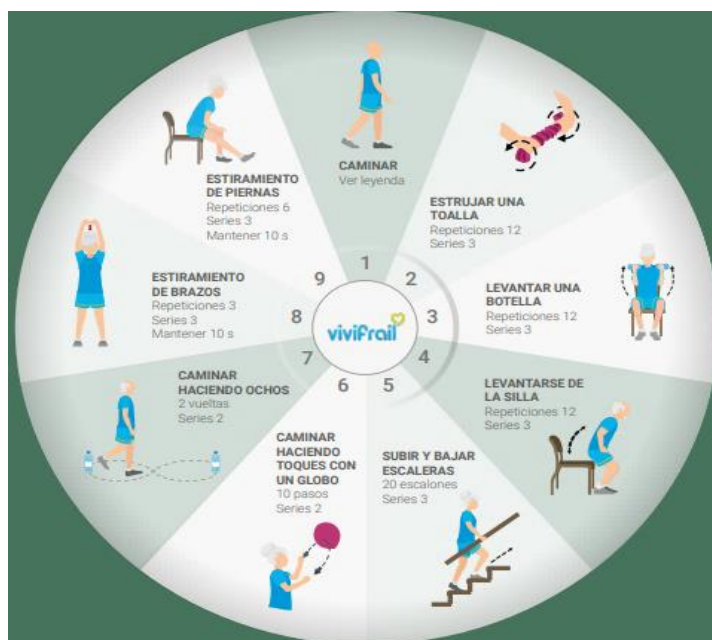 1
CAMINAR
Ver leyenda
2
ESTRUJAR UNA
TOALLA
Repeticiones 12
Series 3
3
LEVANTAR UNA
BOTELLA
Repeticiones 12
Series 3
4
LEVANTARSE DE
LA SILLA
Repeticiones 12
Series 3
5
SUBIR Y BAJAR
ESCALERAS
20 escalones
Series 3
6
CAMINAR
HACIENDO
TOQUES CON
UN GLOBO
10 pasos
Series 2
7
CAMINAR
HACIENDO OCHOS
2 vueltas
Series 2
8
ESTIRAMIENTO
DE BRAZOS
Repeticiones 3
Series 3
Mantener 10 s
9
ESTIRAMIENTO
DE PIERNAS
Repeticiones 6
Series 3
Mantener 10 s
vivifrail